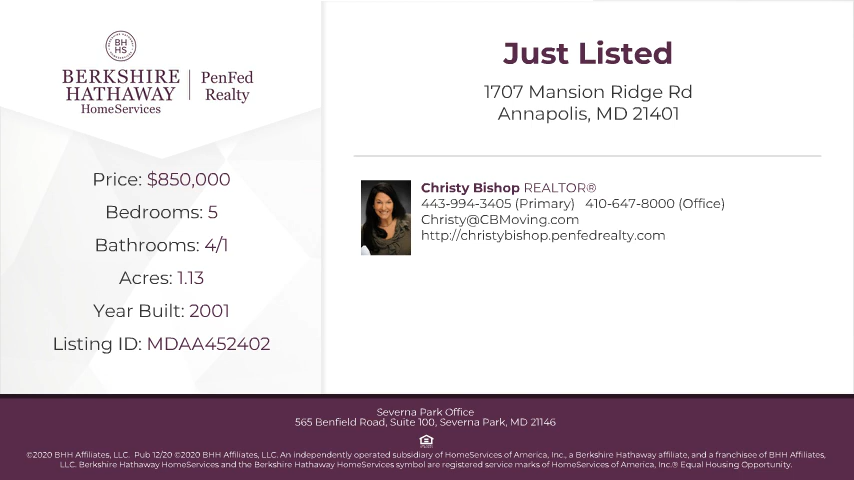 BH
HS
BERKSHIRE
HATHAWAY
HomeServices
PenFed
Realty
Price: $850,000
Bedrooms: 5
Bathrooms: 4/1
Acres: 1.13
Year Built: 2001
Listing ID: MDAA452402
Just Listed
1707 Mansion Ridge Rd
Annapolis, MD 21401
Christy Bishop REALTOR®
443-994-3405 (Primary) 410-647-8000 (Office)
Christy@CBMoving.com
http://christybishop.penfedrealty.com
Severna Park Office
565 Benfield Road, Suite 100, Severna Park, MD 21146
©2020 BHH Affiliates, LLC. Pub 12/20 ©2020 BHH Affiliates, LLC. An independently operated subsidiary of HomeServices of America, Inc., a Berkshire Hathaway affiliate, and a franchisee of BHH Affiliates,
LLC. Berkshire Hathaway HomeServices and the Berkshire Hathaway HomeServices symbol are registered service marks of HomeServices of America, Inc.® Equal Housing Opportunity.